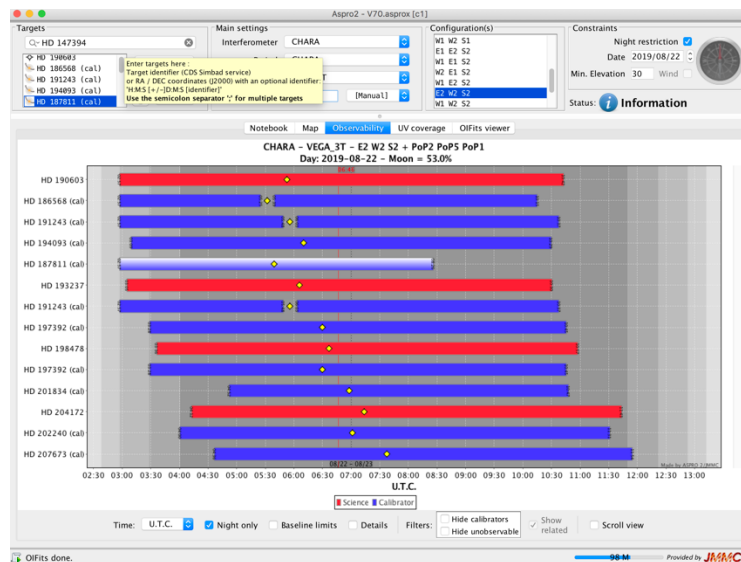 Aspro2 - V70.asprox [c1]
Targets
HD 147394
HD 190603
HD 186568 (cal)
HD 191243 (cal)
HD 194093 (cal)
HD 187811 (cal)
Enter targets here :
Target identifier (CDS Simbad service)
or RA / DEC coordinates (J2000) with an optional identifier:
'H:M:S [+/-]D:M:S [identifier]'
Use the semicolon separator ';' for multiple targets
Main settings
Interferometer CHARA
[Manual]
Configuration(s)
W1 W2 S1
E1 E2 S2
W1 E1 S2
W2 E1 S2
W2 E1 S2
E2 W2 S2
W1 W2 S2
Constraints
Night restriction
Date 2019/08/22
Min. Elevation 30 Wind
Status: Information
Notebook Map Observability UV coverage OIFits viewer
CHARA - VEGA_3T - E2 W2 S2 + PoP2 PoP5 PoP1
Day: 2019-08-22 - Moon = 53.0%
HD 190603
HD 186568 (cal)
HD 191243 (cal)
HD 194093 (cal)
HD 187811 (cal)
HD 193237
HD 191243 (cal)
HD 197392 (cal)
HD 198478
HD 197392 (cal)
HD 201834 (cal)
HD 204172
HD 202240 (cal)
HD 207673 (cal)
08/22 - 08/23
Made by ASPRO 2/JMMC
02:30 03:00 03:30 04:00 04:30 05:00 05:30 06:00 06:30 07:00 07:30 08:00 08:30 09:00 09:30 10:00 10:30 11:00 11:30 12:00 12:30 13:00
U.T.C.
Science Calibrator
Time: U.T.C. Night only Baseline limits Details Filters: Hide calibrators Hide unobservable Show related Scroll view
OIFits done.
98 M
Provided by JMMC